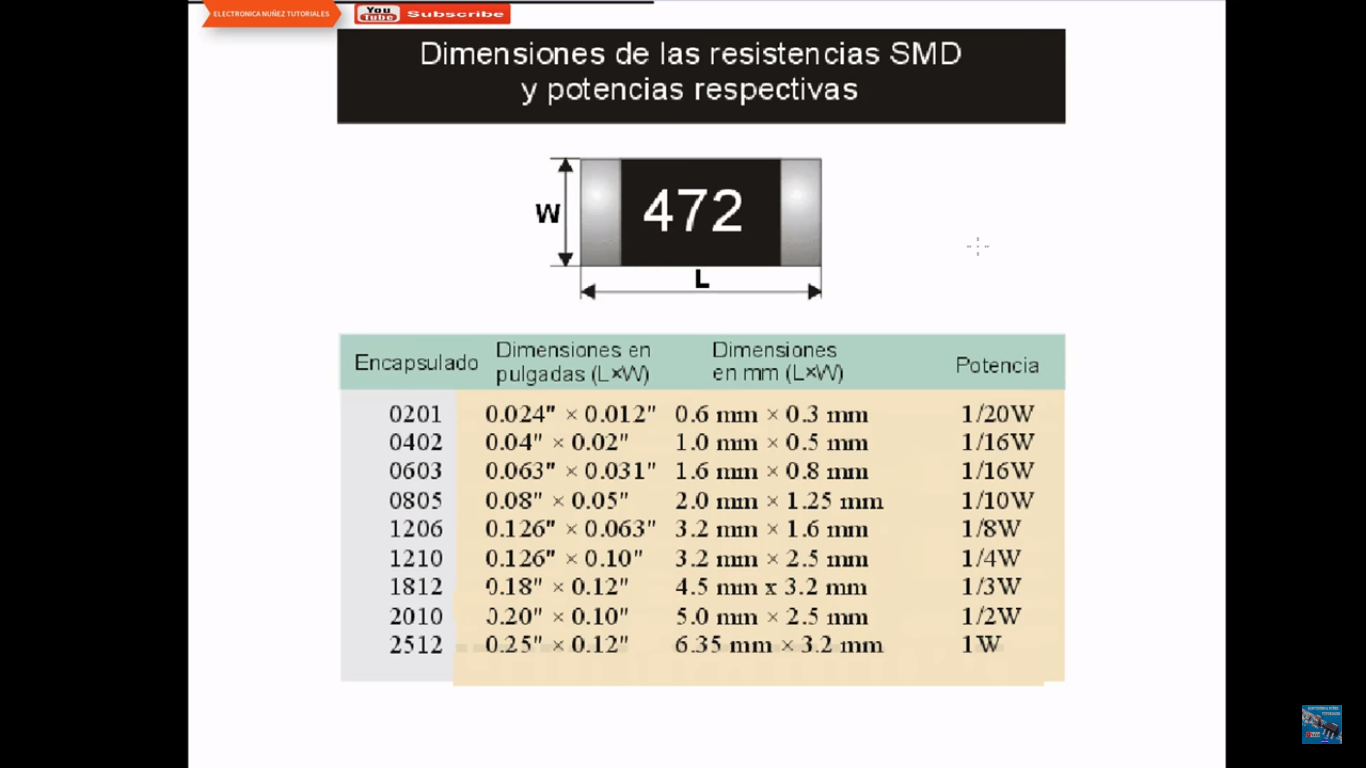 ELECTRONICA NUÑEZ TUTORIALES
You Tube Subscribe
Dimensiones de las resistencias SMD
y potencias respectivas
W
472
L
Encapsulado Dimensiones en pulgadas (L×W) Dimensiones en mm (L×W) Potencia
0201 0.024" × 0.012" 0.6 mm × 0.3 mm 1/20W
0402 0.04" × 0.02" 1.0 mm × 0.5 mm 1/16W
0603 0.063" × 0.031" 1.6 mm × 0.8 mm 1/16W
0805 0.08" × 0.05" 2.0 mm × 1.25 mm 1/10W
1206 0.126" × 0.063" 3.2 mm × 1.6 mm 1/8W
1210 0.126" × 0.10" 3.2 mm × 2.5 mm 1/4W
1812 0.18" × 0.12" 4.5 mm x 3.2 mm 1/3W
2010 0.20" × 0.10" 5.0 mm × 2.5 mm 1/2W
2512 0.25" × 0.12" 6.35 mm × 3.2 mm 1W